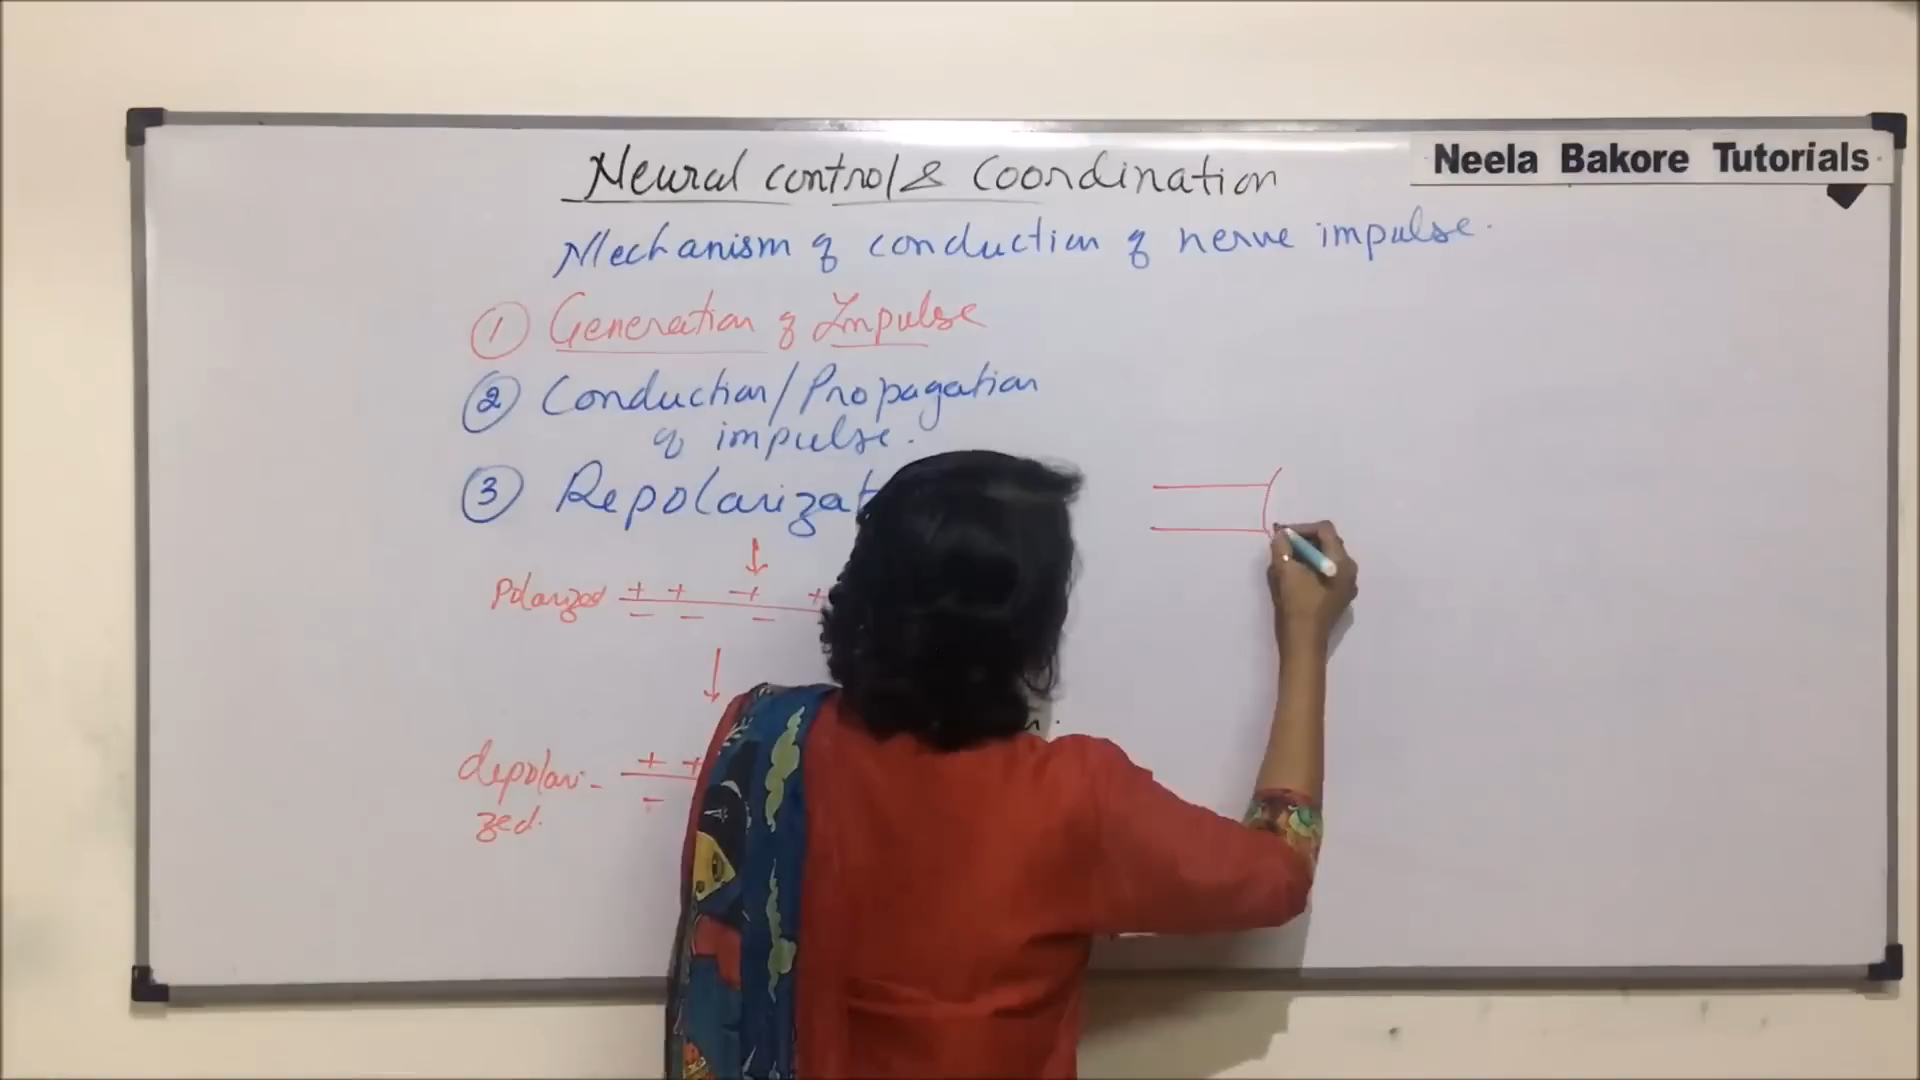 Neela Bakore Tutorials
Neural control & Coordination
Mechanism of conduction of nerve impulse.
① Generation of Impulse
② Conduction/Propagation
of impulse.
③ Repolarizat
Polarized + + + +
− − −
depolari-
zed.
+ +
−